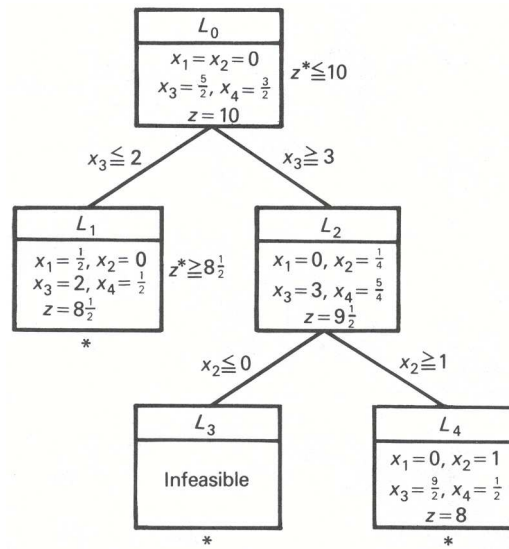 L₀
x₁ = x₂ = 0
x₃ = 5/2, x₄ = 3/2
z = 10
z* ≦ 10
x₃ ≦ 2
x₃ ≧ 3
L₁
x₁ = 1/2, x₂ = 0
x₃ = 2, x₄ = 1/2
z = 8 1/2
*
z* ≧ 8 1/2
L₂
x₁ = 0, x₂ = 1/4
x₃ = 3, x₄ = 5/4
z = 9 1/2
x₂ ≦ 0
x₂ ≧ 1
L₃
Infeasible
*
L₄
x₁ = 0, x₂ = 1
x₃ = 9/2, x₄ = 1/2
z = 8
*